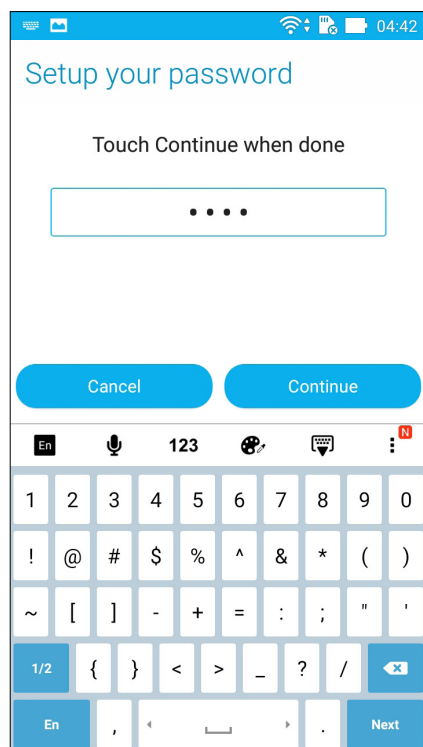 04:42
Setup your password
Touch Continue when done
••••
Cancel Continue
En 123 N
1 2 3 4 5 6 7 8 9 0
! @ # $ % ^ & * ( )
~ [ ] - + = : ; " '
1/2 { } < > _ ? /
En , . Next